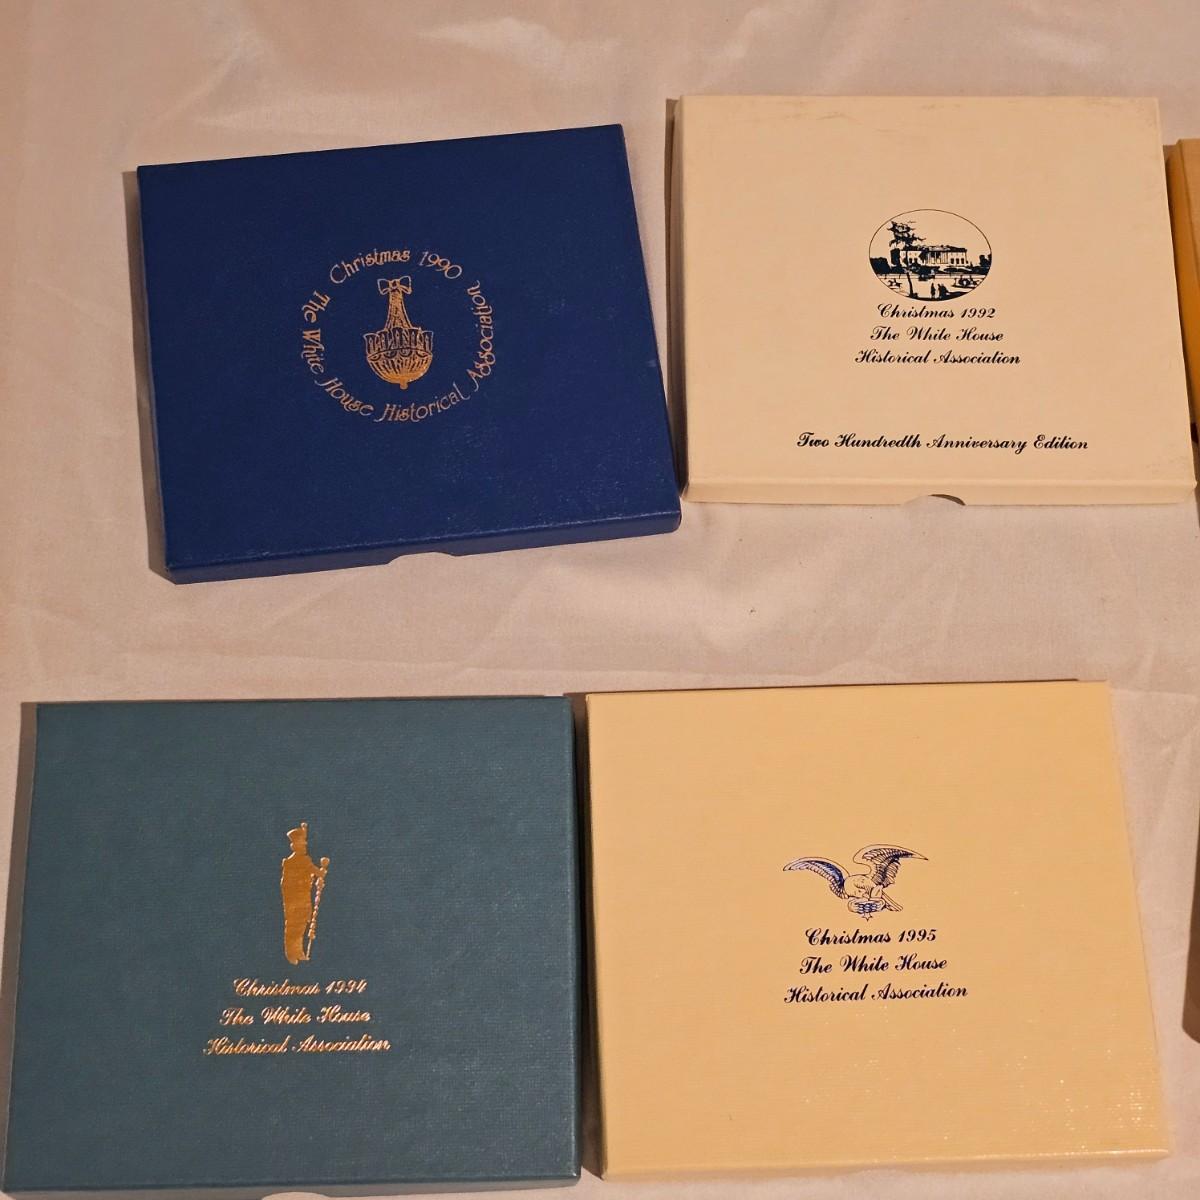 Christmas 1990
The White House Historical Association
Christmas 1992
The White House
Historical Association
Two Hundredth Anniversary Edition
Christmas 1994
The White House
Historical Association
Christmas 1995
The White House
Historical Association